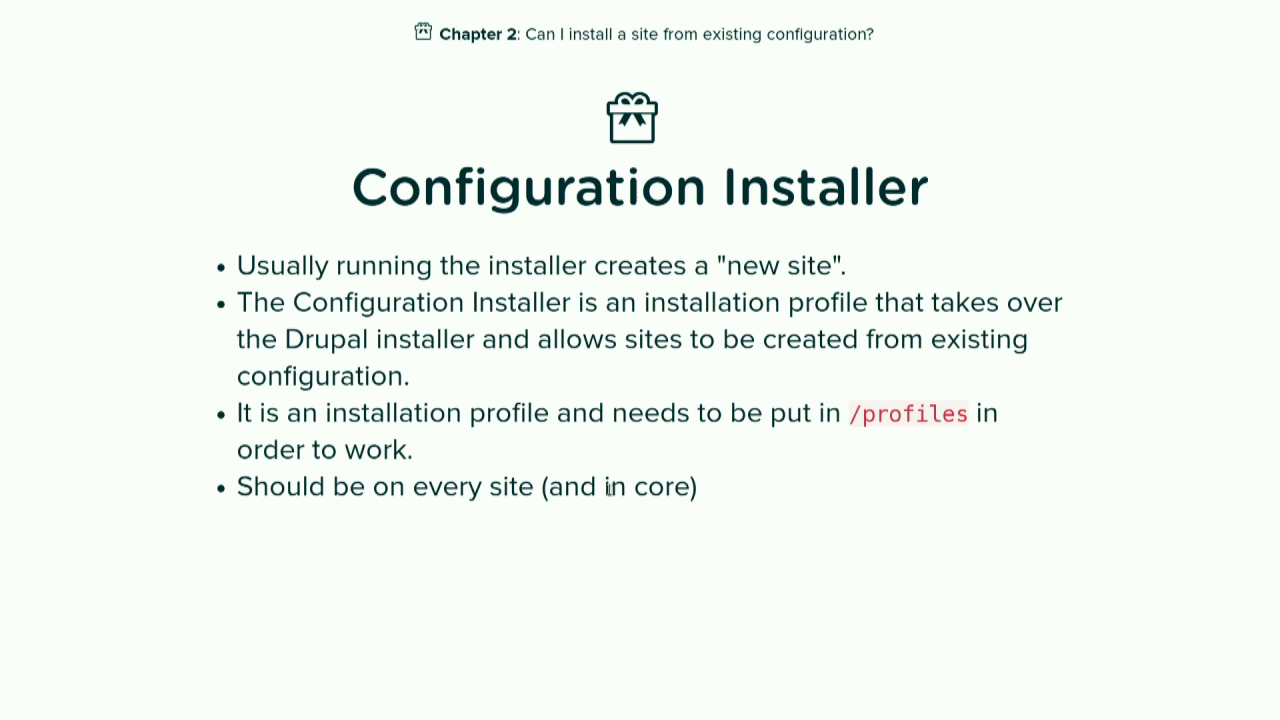 Chapter 2: Can I install a site from existing configuration?
Configuration Installer
• Usually running the installer creates a "new site".
• The Configuration Installer is an installation profile that takes over
the Drupal installer and allows sites to be created from existing
configuration.
• It is an installation profile and needs to be put in /profiles in
order to work.
• Should be on every site (and in core)